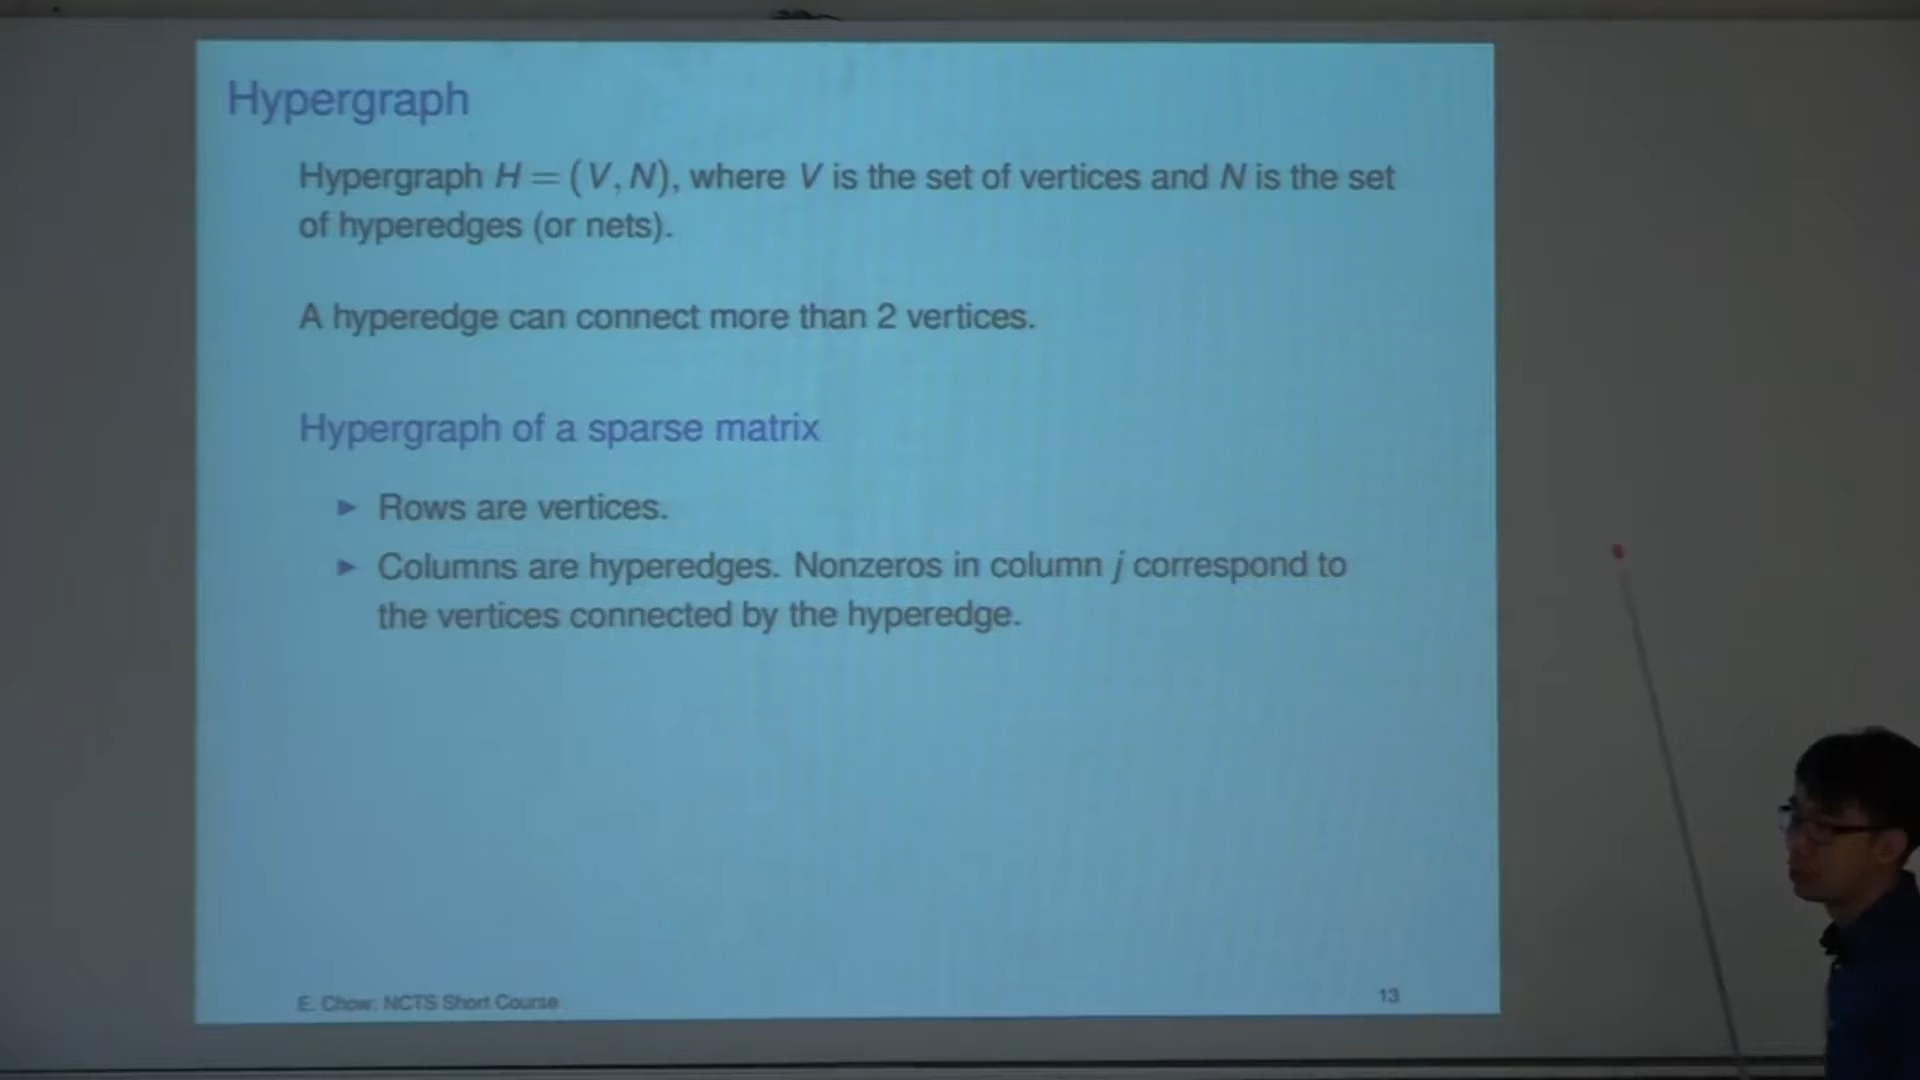 Hypergraph
Hypergraph H = (V, N), where V is the set of vertices and N is the set
of hyperedges (or nets).
A hyperedge can connect more than 2 vertices.
Hypergraph of a sparse matrix
► Rows are vertices.
► Columns are hyperedges. Nonzeros in column j correspond to
the vertices connected by the hyperedge.
E. Chow: NCTS Short Course
13